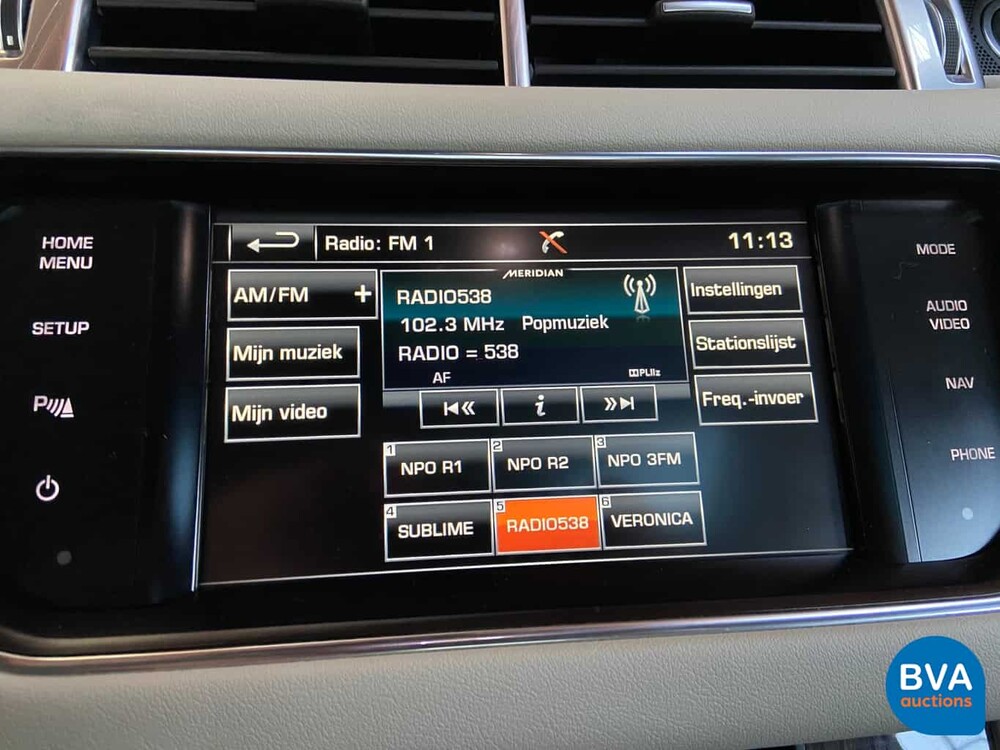 HOME
MENU
SETUP
P
Radio: FM 1
11:13
AM/FM +
Mijn muziek
Mijn video
MERIDIAN
RADIO538
102.3 MHz Popmuziek
RADIO = 538
AF
PLIIz
Instellingen
Stationslijst
Freq.-invoer
i
1 NPO R1
2 NPO R2
3 NPO 3FM
4 SUBLIME
5 RADIO538
6 VERONICA
MODE
AUDIO
VIDEO
NAV
PHONE
BVA
auctions